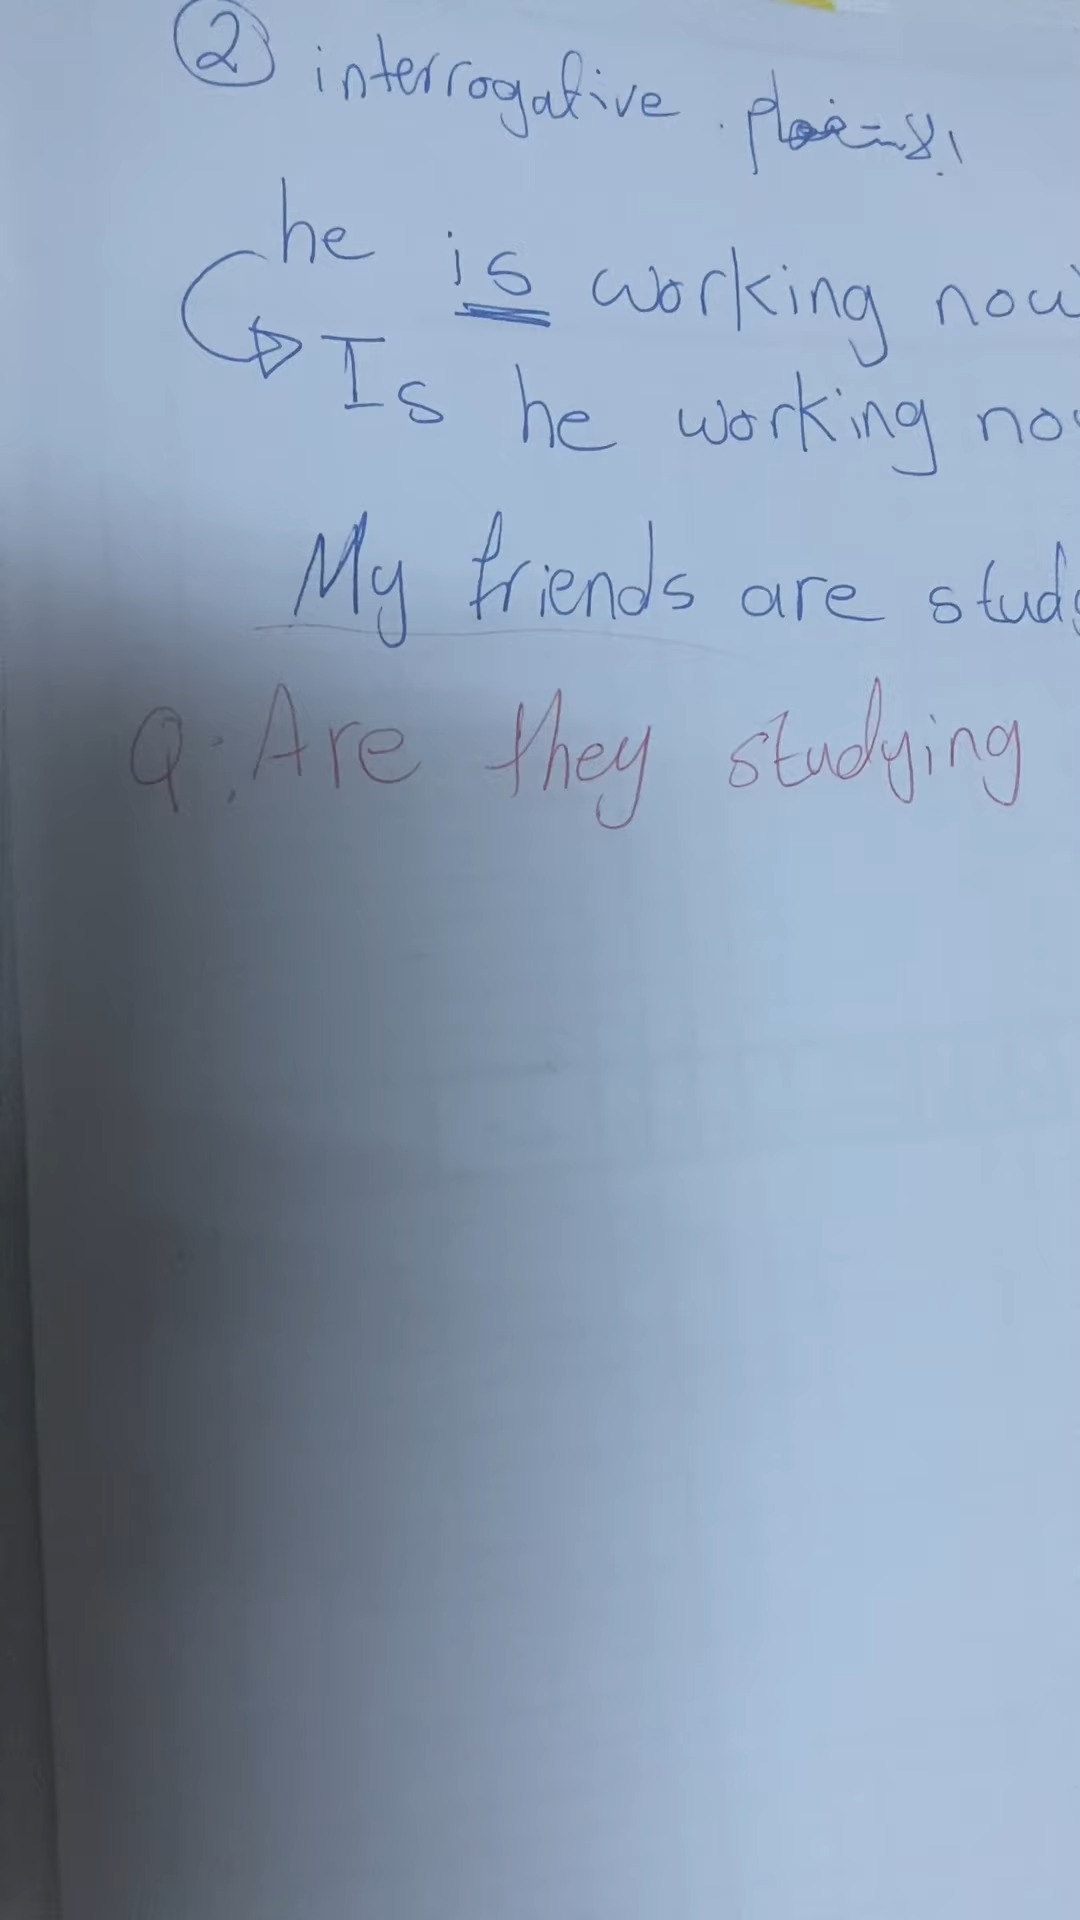 ② interrogative.
he is working now
Is he working no
My friends are stud
Q: Are they studying